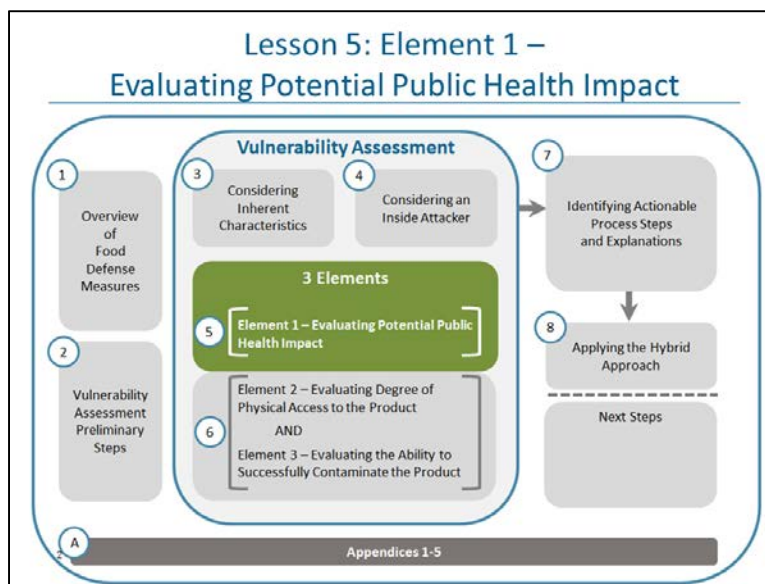 Lesson 5: Element 1 –
Evaluating Potential Public Health Impact
Vulnerability Assessment
1
Overview
of
Food
Defense
Measures
2
Vulnerability
Assessment
Preliminary
Steps
3
Considering
Inherent
Characteristics
4
Considering an
Inside Attacker
3 Elements
5
Element 1 – Evaluating Potential Public
Health Impact
6
Element 2 – Evaluating Degree of
Physical Access to the Product
AND
Element 3 – Evaluating the Ability to
Successfully Contaminate the Product
7
Identifying Actionable
Process Steps
and Explanations
8
Applying the Hybrid
Approach
Next Steps
2
A
Appendices 1-5